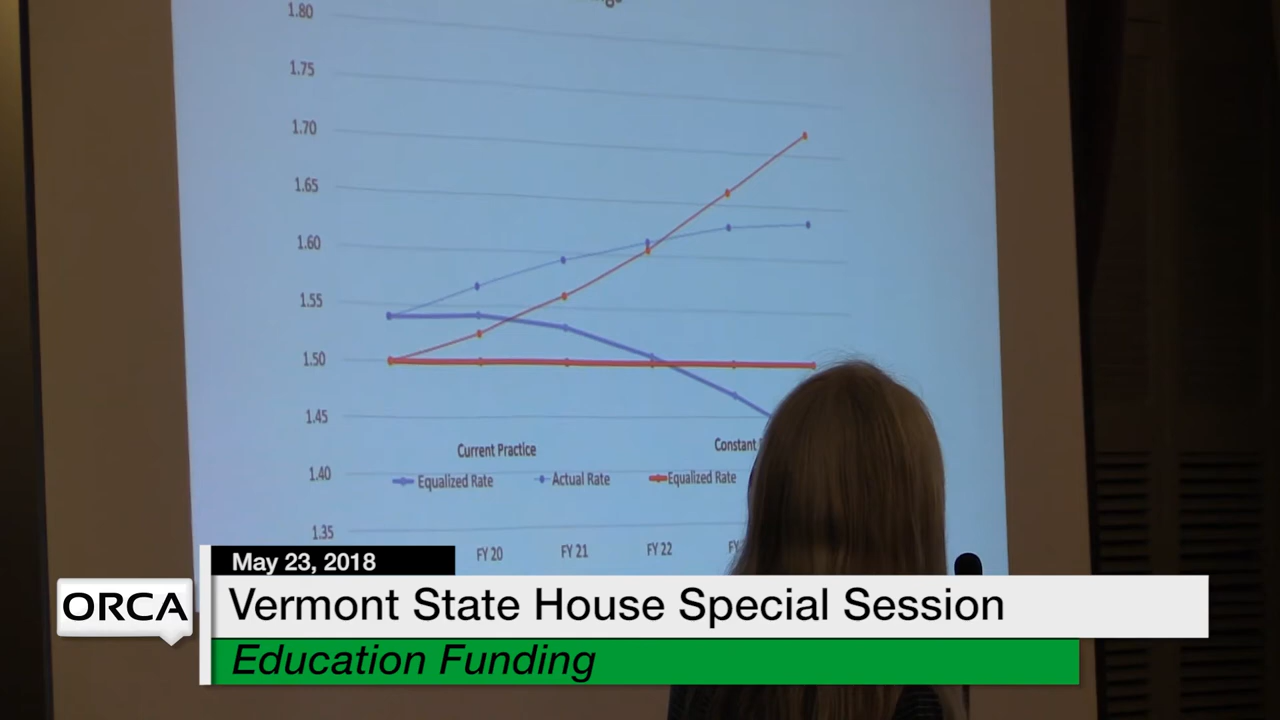 1.80
1.75
1.70
1.65
1.60
1.55
1.50
1.45
Current Practice Constant
1.40
Equalized Rate Actual Rate Equalized Rate
1.35
FY 20 FY 21 FY 22
May 23, 2018
ORCA
Vermont State House Special Session
Education Funding